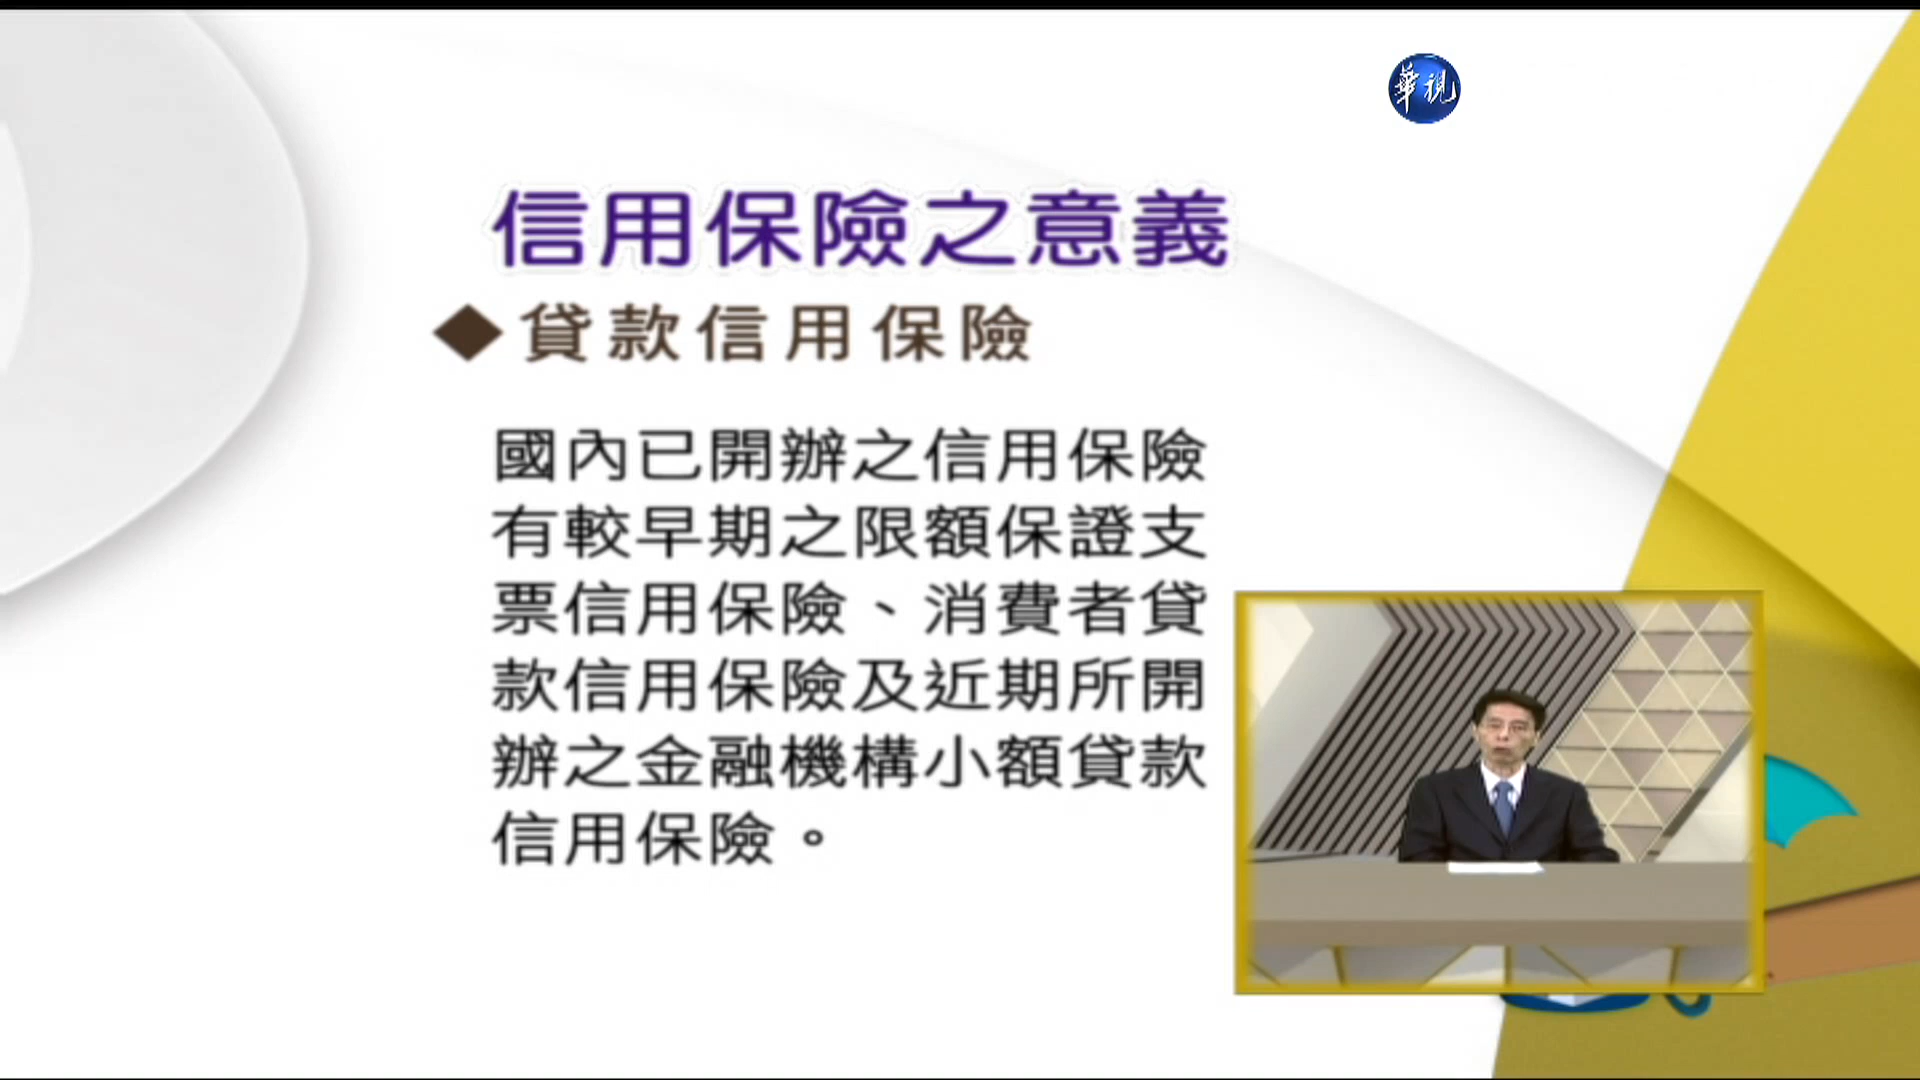 華視
信用保險之意義
◆貸款信用保險
國內已開辦之信用保險
有較早期之限額保證支
票信用保險、消費者貸
款信用保險及近期所開
辦之金融機構小額貸款
信用保險。